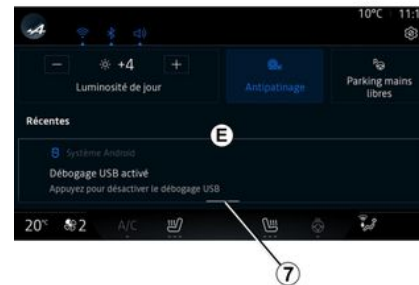 10°C 11:1
− +4 +
Luminosité de jour
Antipatinage
Parking mains
libres
Récentes
E
Système Android
Débogage USB activé
Appuyez pour désactiver le débogage USB
20°C 2 A/C
7